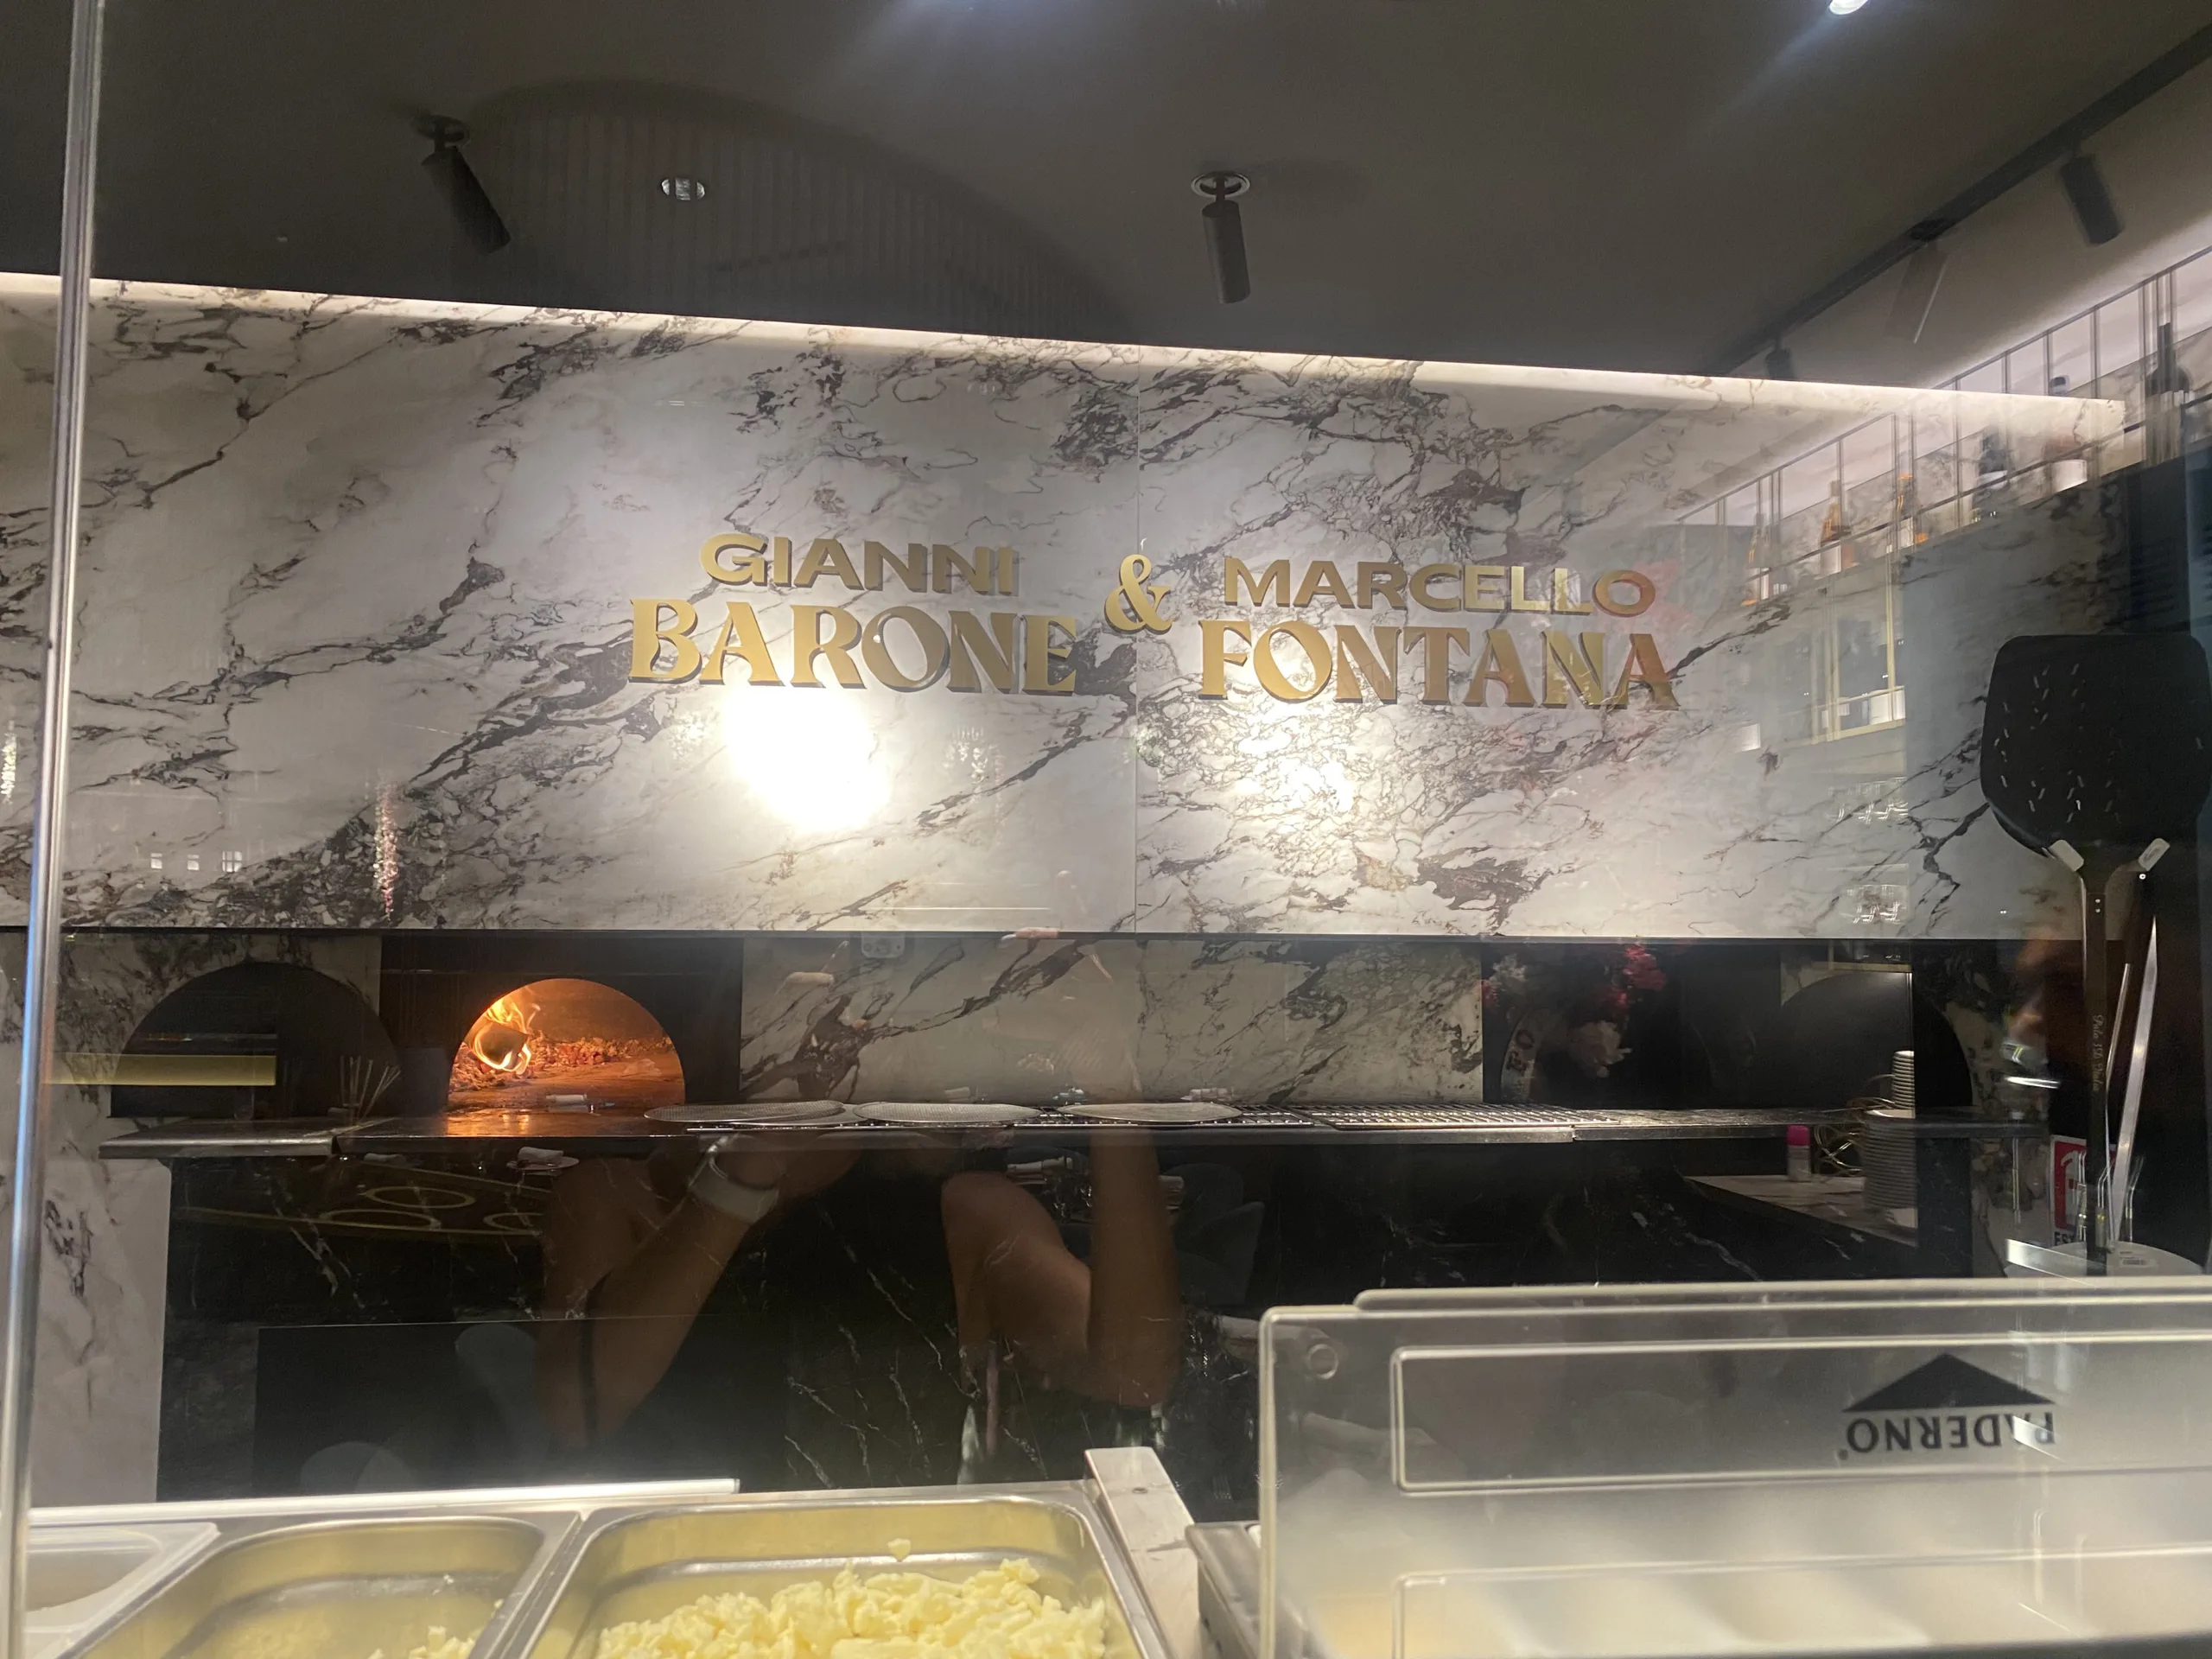 GIANNI
BARONE
&
MARCELLO
FONTANA
PADERNO